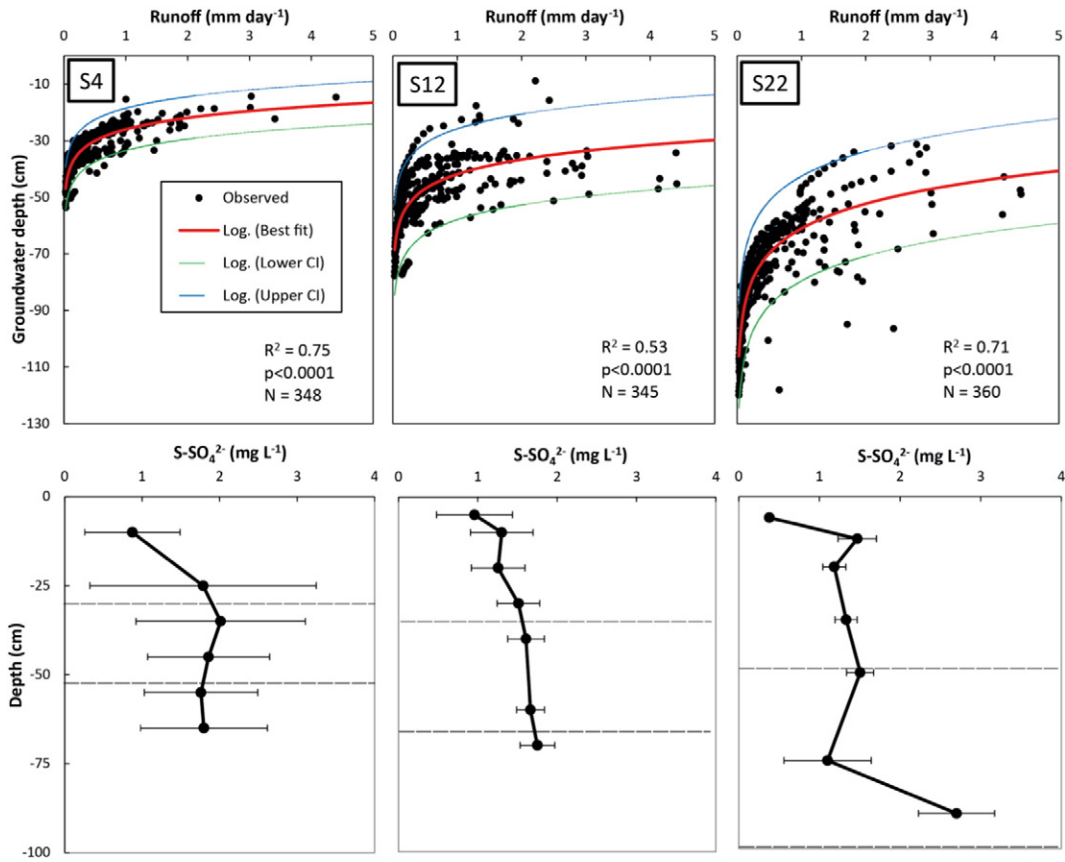 Runoff (mm day⁻¹) Runoff (mm day⁻¹) Runoff (mm day⁻¹)
0 1 2 3 4 5 0 1 2 3 4 5 0 1 2 3 4 5
S4 S12 S22
Groundwater depth (cm)
-10
-30
-50
-70
-90
-110
-130
Observed
Log. (Best fit)
Log. (Lower CI)
Log. (Upper CI)
R² = 0.75
p<0.0001
N = 348
R² = 0.53
p<0.0001
N = 345
R² = 0.71
p<0.0001
N = 360
S-SO₄²⁻ (mg L⁻¹) S-SO₄²⁻ (mg L⁻¹) S-SO₄²⁻ (mg L⁻¹)
0 1 2 3 4 0 1 2 3 4 0 1 2 3 4
Depth (cm)
0
-25
-50
-75
-100